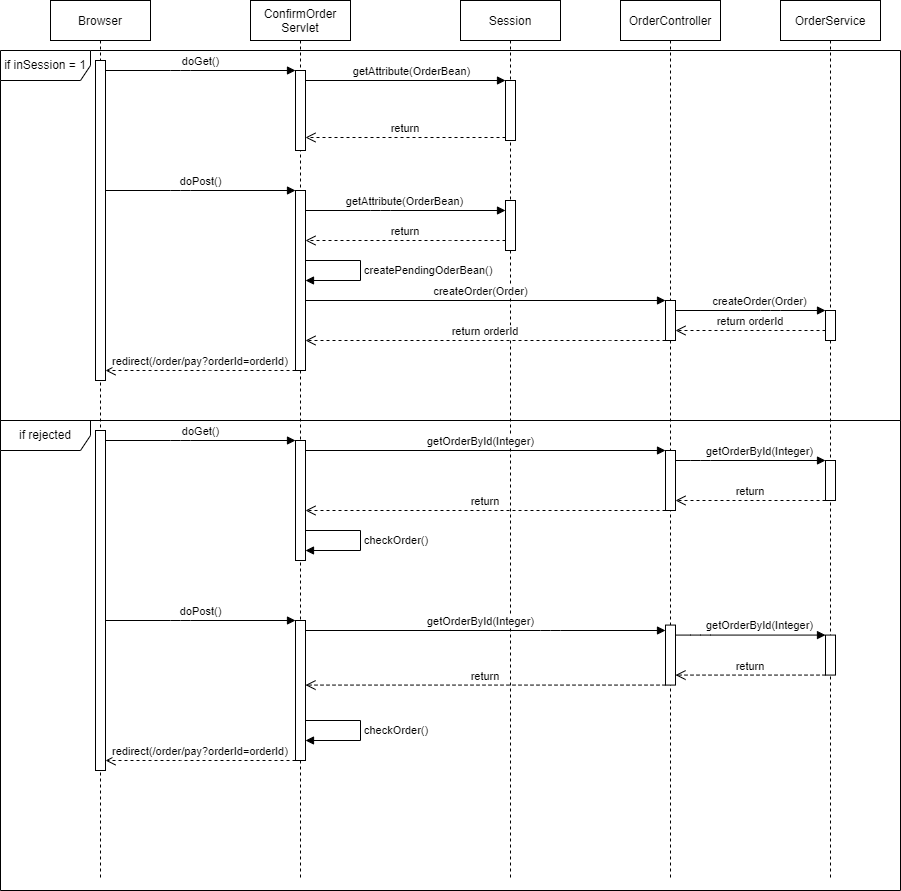 Browser
ConfirmOrder
Servlet
Session
OrderController
OrderService
if inSession = 1
doGet()
getAttribute(OrderBean)
return
doPost()
getAttribute(OrderBean)
return
createPendingOderBean()
createOrder(Order)
createOrder(Order)
return orderId
return orderId
redirect(/order/pay?orderId=orderId)
if rejected
doGet()
getOrderById(Integer)
getOrderById(Integer)
return
return
checkOrder()
doPost()
getOrderById(Integer)
getOrderById(Integer)
return
return
checkOrder()
redirect(/order/pay?orderId=orderId)